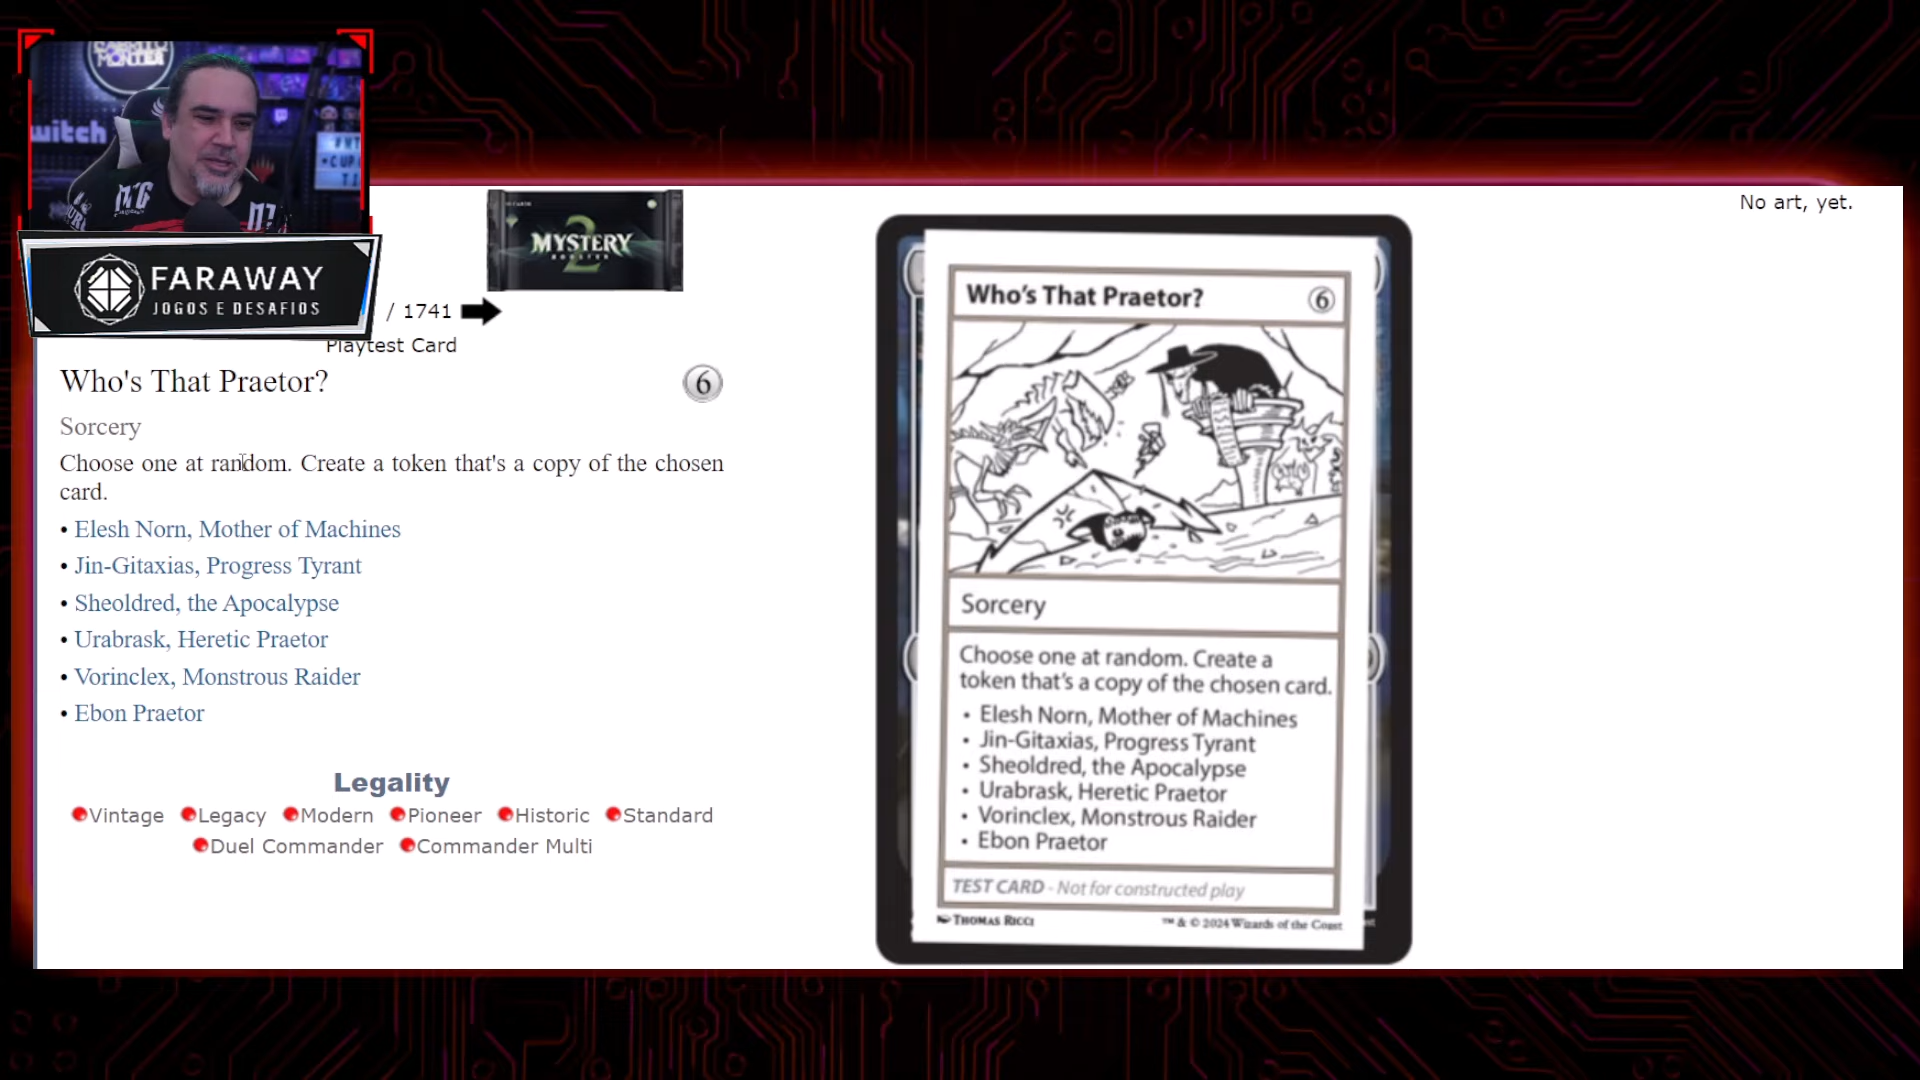 witch
FARAWAY
JOGOS E DESAFIOS
MYSTERY
2
BOOSTER
/ 1741
Playtest Card
Who's That Praetor?
6
Sorcery
Choose one at random. Create a token that's a copy of the chosen
card.
• Elesh Norn, Mother of Machines
• Jin-Gitaxias, Progress Tyrant
• Sheoldred, the Apocalypse
• Urabrask, Heretic Praetor
• Vorinclex, Monstrous Raider
• Ebon Praetor
Legality
Vintage Legacy Modern Pioneer Historic Standard
Duel Commander Commander Multi
Who's That Praetor? 6
Sorcery
Choose one at random. Create a
token that's a copy of the chosen card.
• Elesh Norn, Mother of Machines
• Jin-Gitaxias, Progress Tyrant
• Sheoldred, the Apocalypse
• Urabrask, Heretic Praetor
• Vorinclex, Monstrous Raider
• Ebon Praetor
TEST CARD - Not for constructed play
THOMAS RICCI
™ & © 2024 Wizards of the Coast
No art, yet.